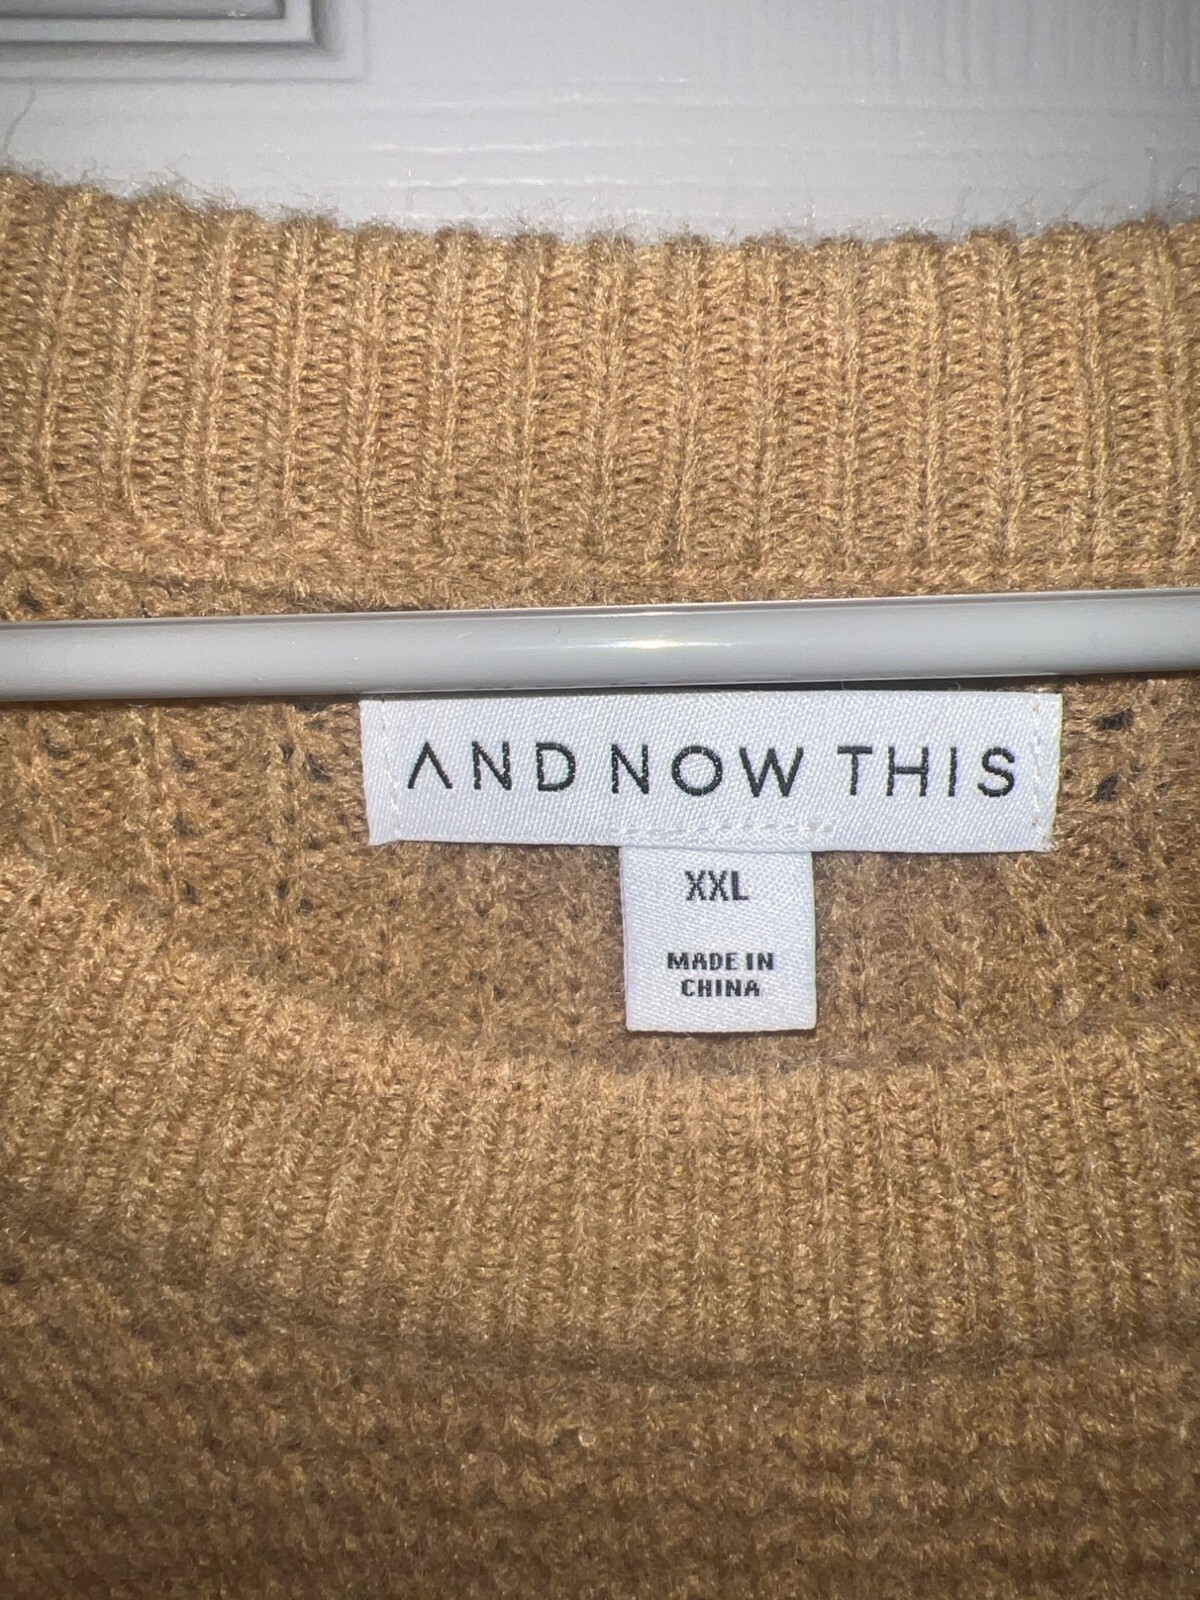 AND NOW THIS
XXL
MADE IN
CHINA